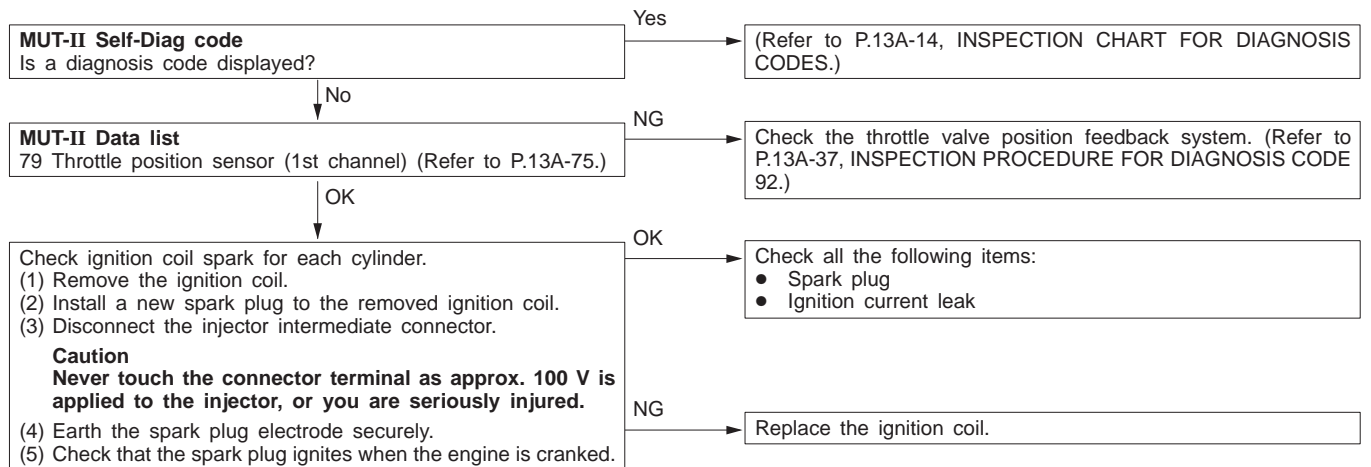 Yes
MUT-II Self-Diag code
Is a diagnosis code displayed?
(Refer to P.13A-14, INSPECTION CHART FOR DIAGNOSIS
CODES.)
No
MUT-II Data list
79 Throttle position sensor (1st channel) (Refer to P.13A-75.)
NG
Check the throttle valve position feedback system. (Refer to
P.13A-37, INSPECTION PROCEDURE FOR DIAGNOSIS CODE
92.)
OK
Check ignition coil spark for each cylinder.
(1) Remove the ignition coil.
(2) Install a new spark plug to the removed ignition coil.
(3) Disconnect the injector intermediate connector.
Caution
Never touch the connector terminal as approx. 100 V is
applied to the injector, or you are seriously injured.
(4) Earth the spark plug electrode securely.
(5) Check that the spark plug ignites when the engine is cranked.
OK
Check all the following items:
● Spark plug
● Ignition current leak
NG
Replace the ignition coil.